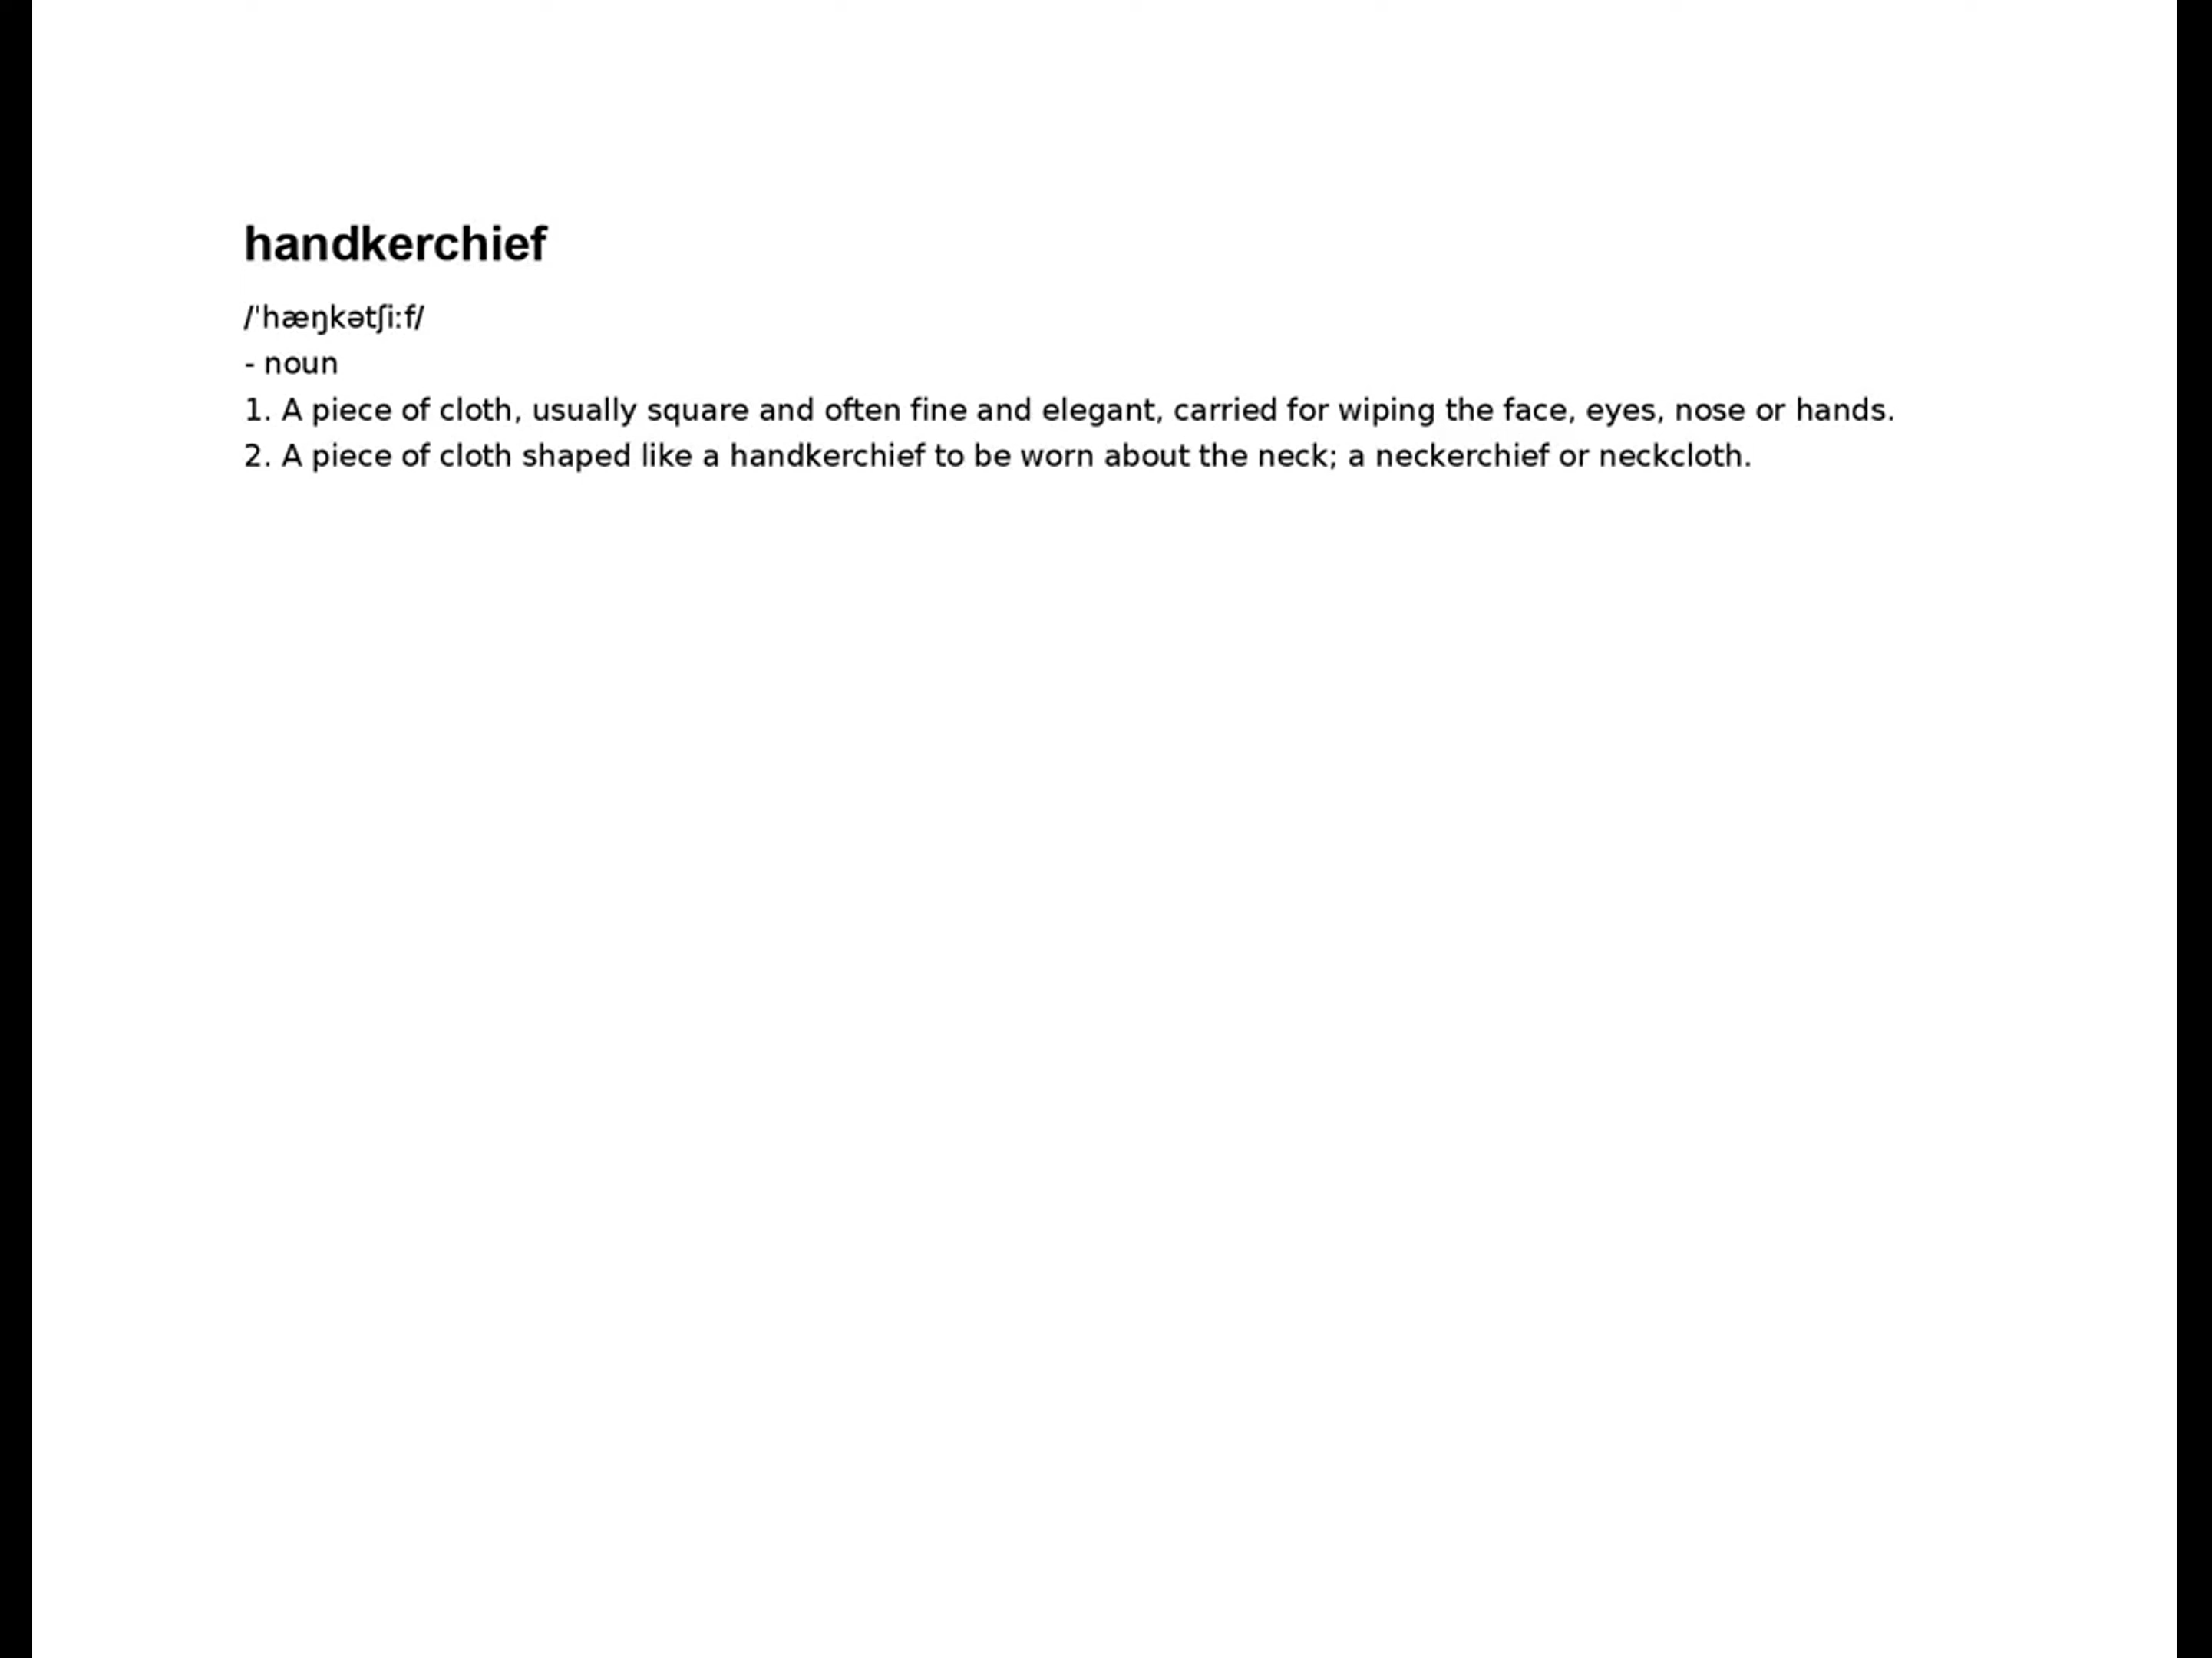 handkerchief
/ˈhæŋkətʃiːf/
- noun
1. A piece of cloth, usually square and often fine and elegant, carried for wiping the face, eyes, nose or hands.
2. A piece of cloth shaped like a handkerchief to be worn about the neck; a neckerchief or neckcloth.